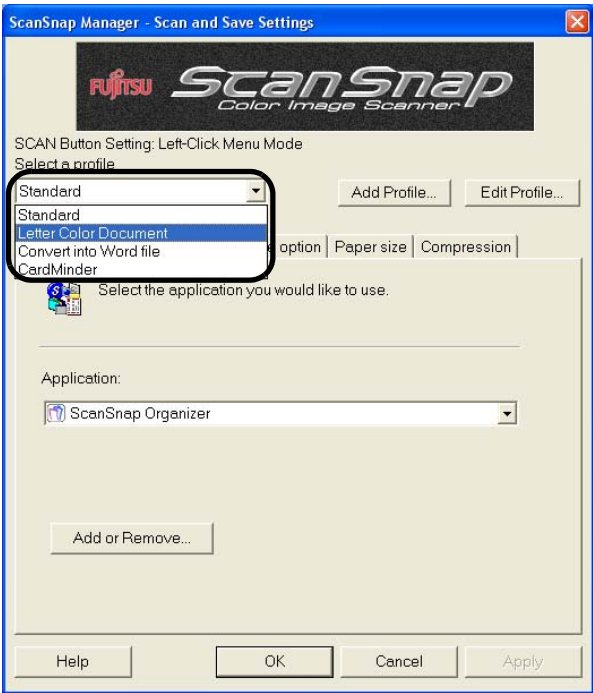 ScanSnap Manager - Scan and Save Settings
FUJITSU ScanSnap
Color Image Scanner
SCAN Button Setting: Left-Click Menu Mode
Select a profile
Standard Add Profile... Edit Profile...
Standard
Letter Color Document
Convert into Word file
CardMinder
option Paper size Compression
Select the application you would like to use.
Application:
ScanSnap Organizer
Add or Remove...
Help OK Cancel Apply